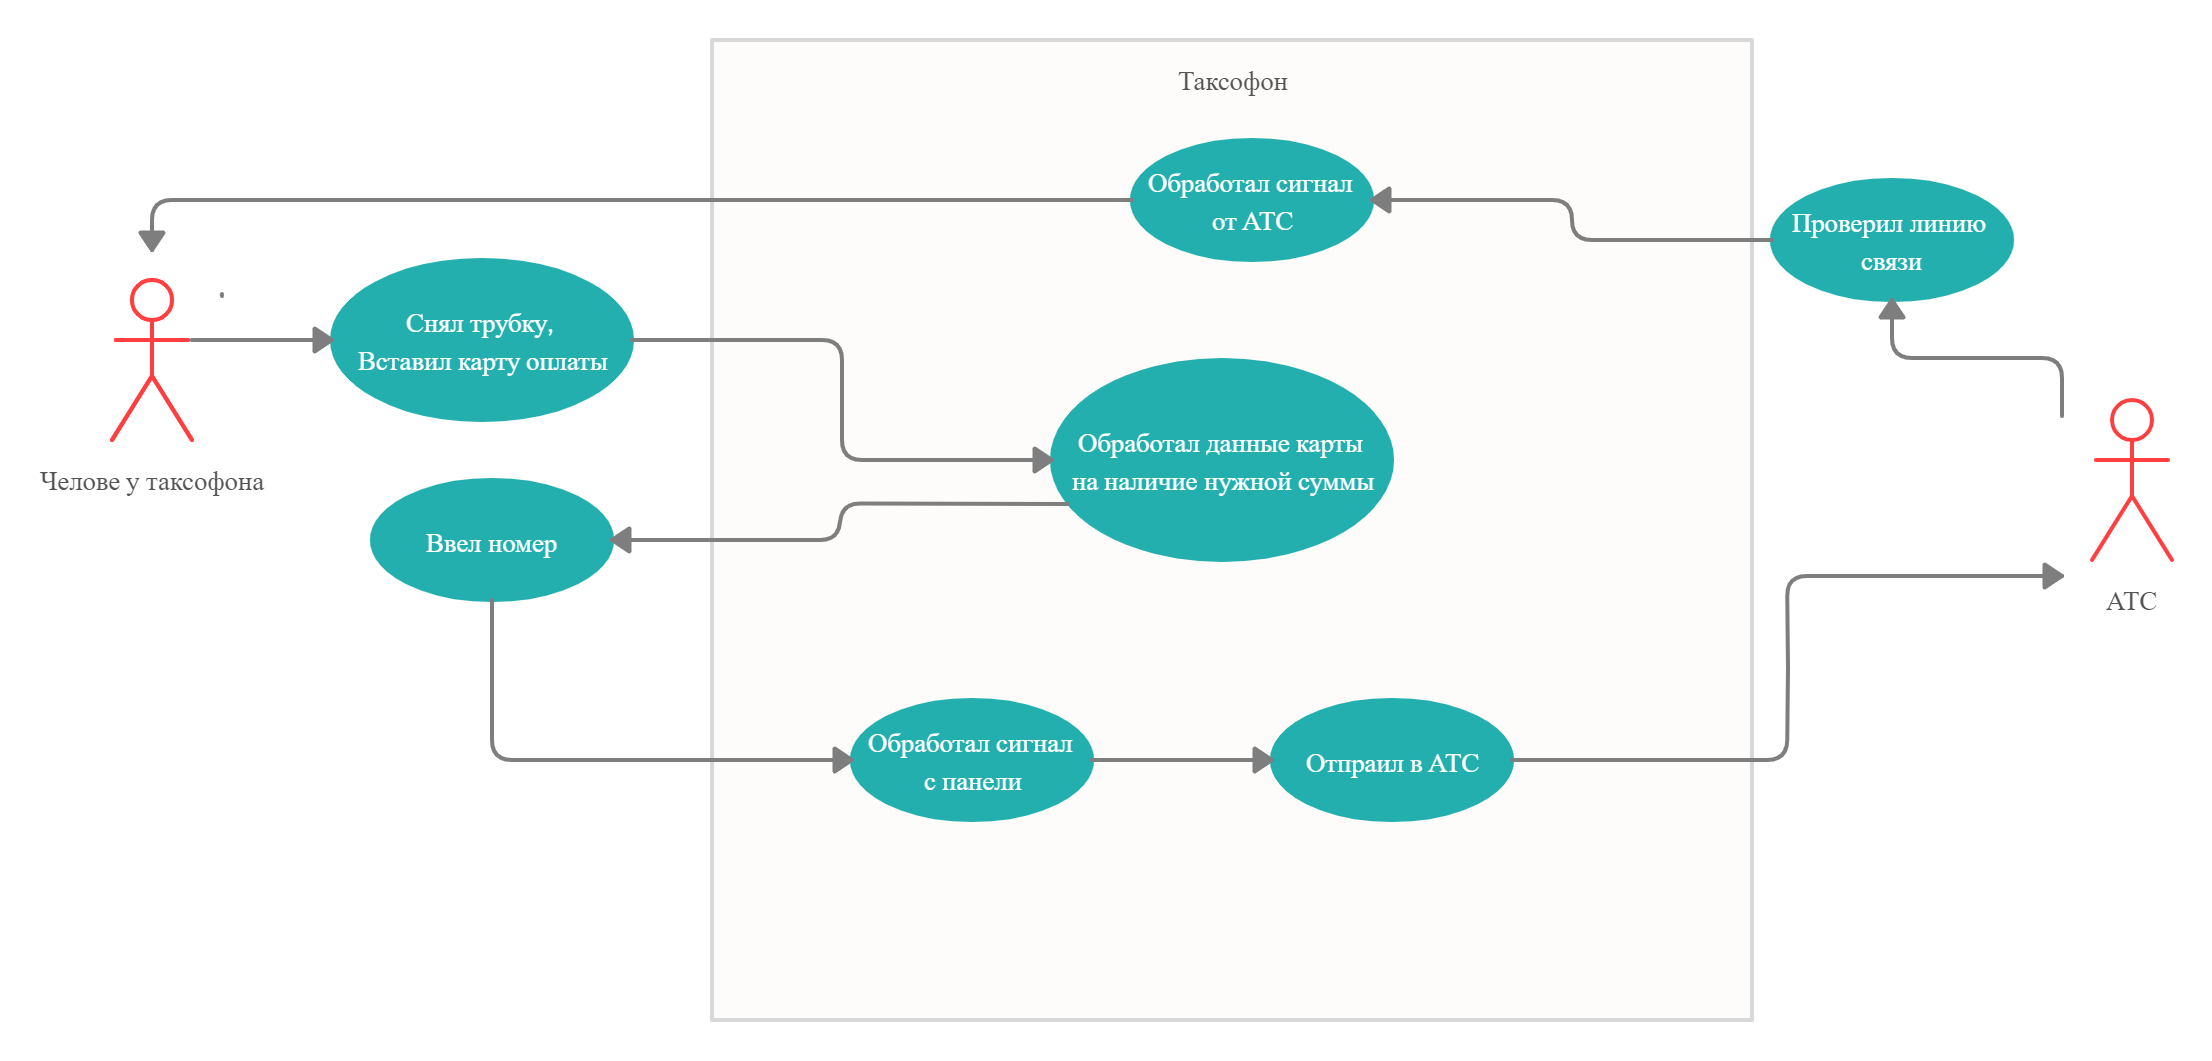 Таксофон
Обработал сигнал
от АТС
Проверил линию
связи
Снял трубку,
Вставил карту оплаты
Обработал данные карты
на наличие нужной суммы
Челове у таксофона
Ввел номер
АТС
Обработал сигнал
с панели
Отпраил в АТС